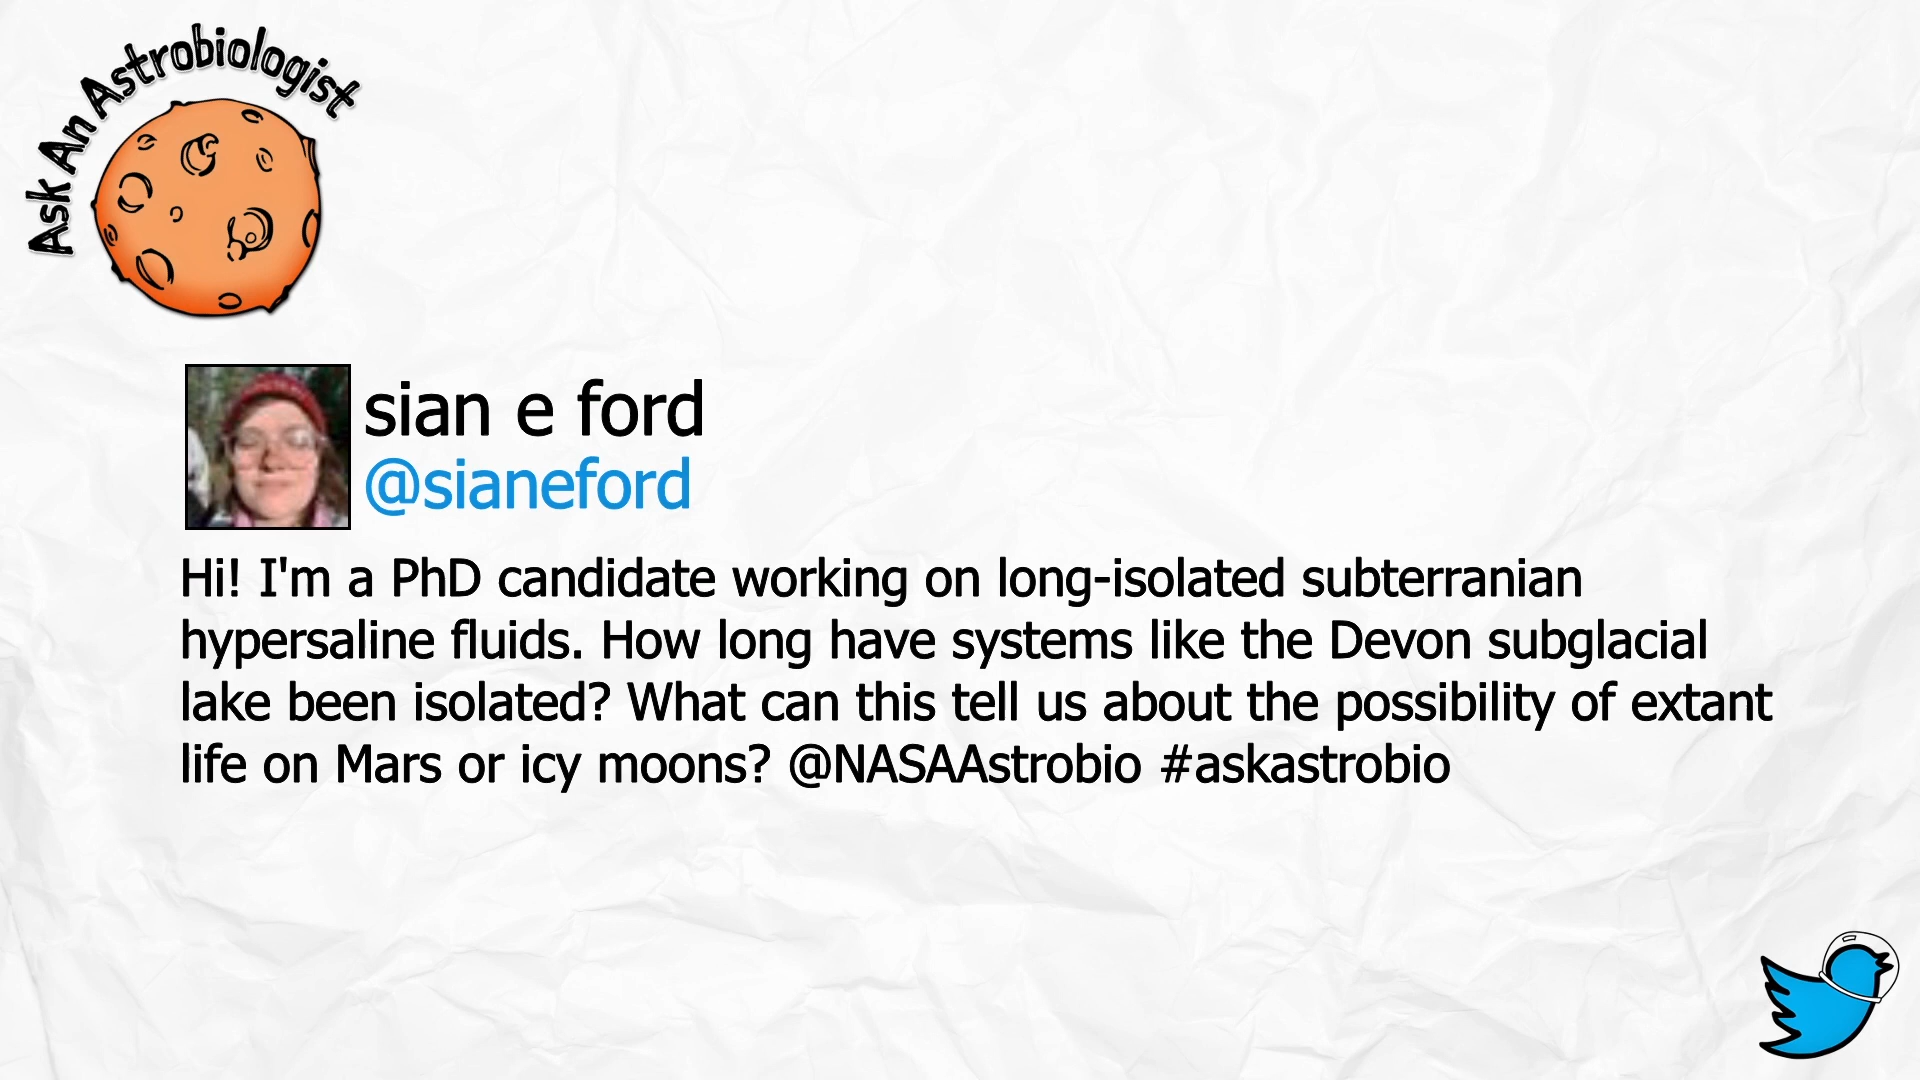 Ask An Astrobiologist
sian e ford
@sianeford
Hi! I'm a PhD candidate working on long-isolated subterranian
hypersaline fluids. How long have systems like the Devon subglacial
lake been isolated? What can this tell us about the possibility of extant
life on Mars or icy moons? @NASAAstrobio #askastrobio